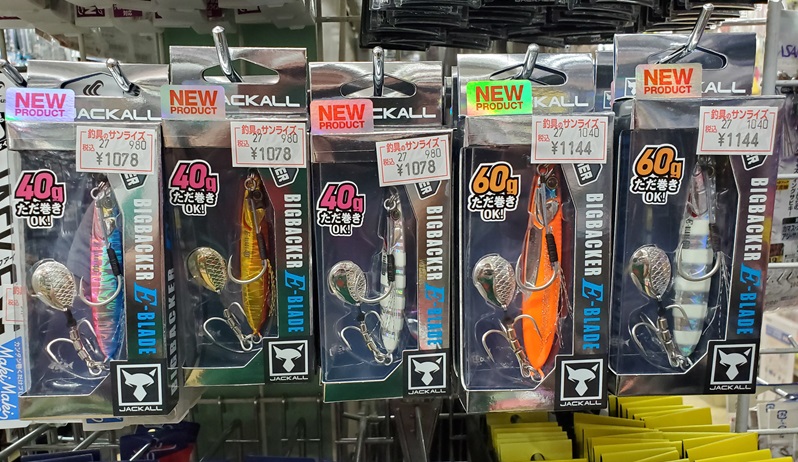 NEW
PRODUCT
JACKALL
釣具のサンライズ
27 980
税込
¥1078
40g
ただ巻き
OK!
BIGBACKER
E-BLADE
JACKALL
NEW
PRODUCT
JACKALL
釣具のサンライズ
27 980
税込
¥1078
40g
ただ巻き
OK!
BIGBACKER
E-BLADE
NEW
PRODUCT
JACKALL
釣具のサンライズ
27 980
税込
¥1078
40g
ただ巻き
OK!
BIGBACKER
E-BLADE
JACKALL
NEW
PRODUCT
JACKALL
釣具のサンライズ
27 1040
税込
¥1144
60g
ただ巻き
OK!
BIGBACKER
E-BLADE
JACKALL
NEW
PRODUCT
JACKALL
釣具のサンライズ
27 1040
税込
¥1144
60g
ただ巻き
OK!
BIGBACKER
E-BLADE
JACKALL
MakiMaki